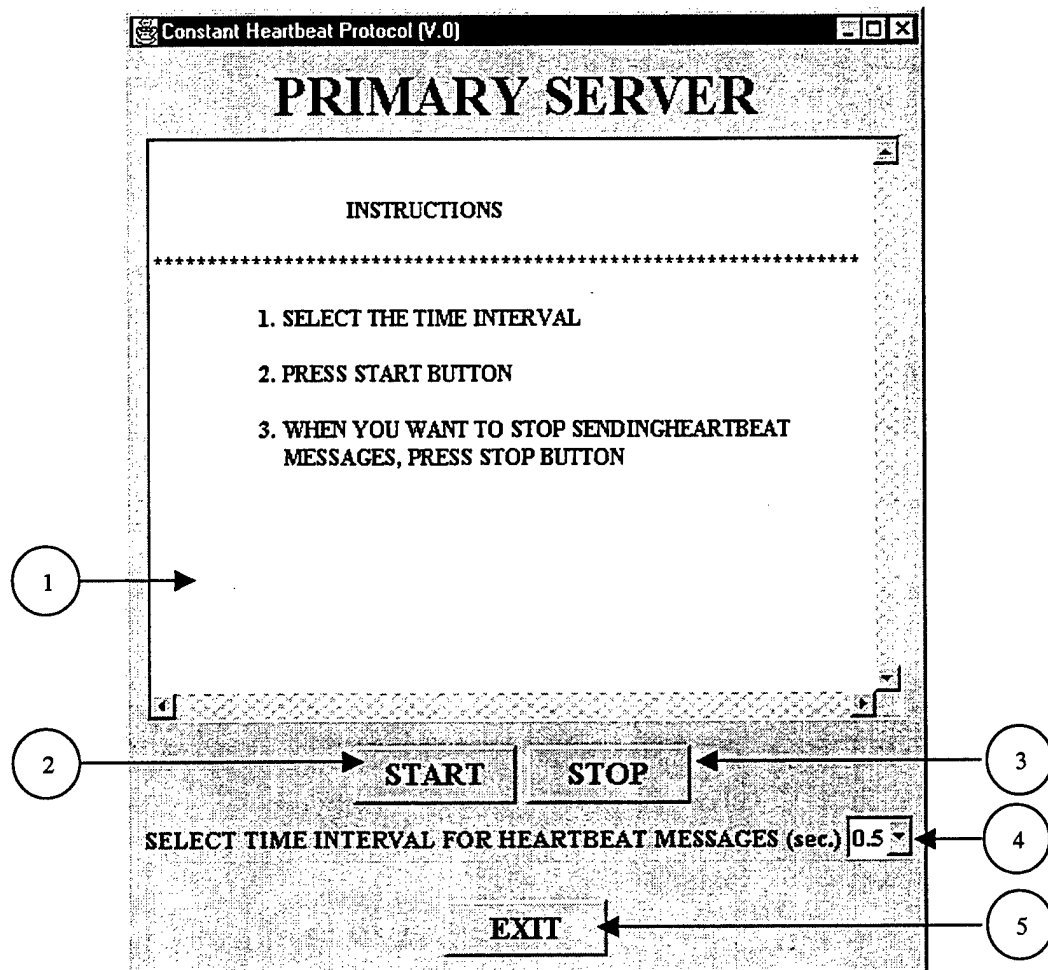 Constant Heartbeat Protocol (V.0)
PRIMARY SERVER
INSTRUCTIONS
******************************************************************
1. SELECT THE TIME INTERVAL
2. PRESS START BUTTON
3. WHEN YOU WANT TO STOP SENDINGHEARTBEAT
MESSAGES, PRESS STOP BUTTON
1
2
START
STOP
3
SELECT TIME INTERVAL FOR HEARTBEAT MESSAGES (sec.) 0.5
4
EXIT
5